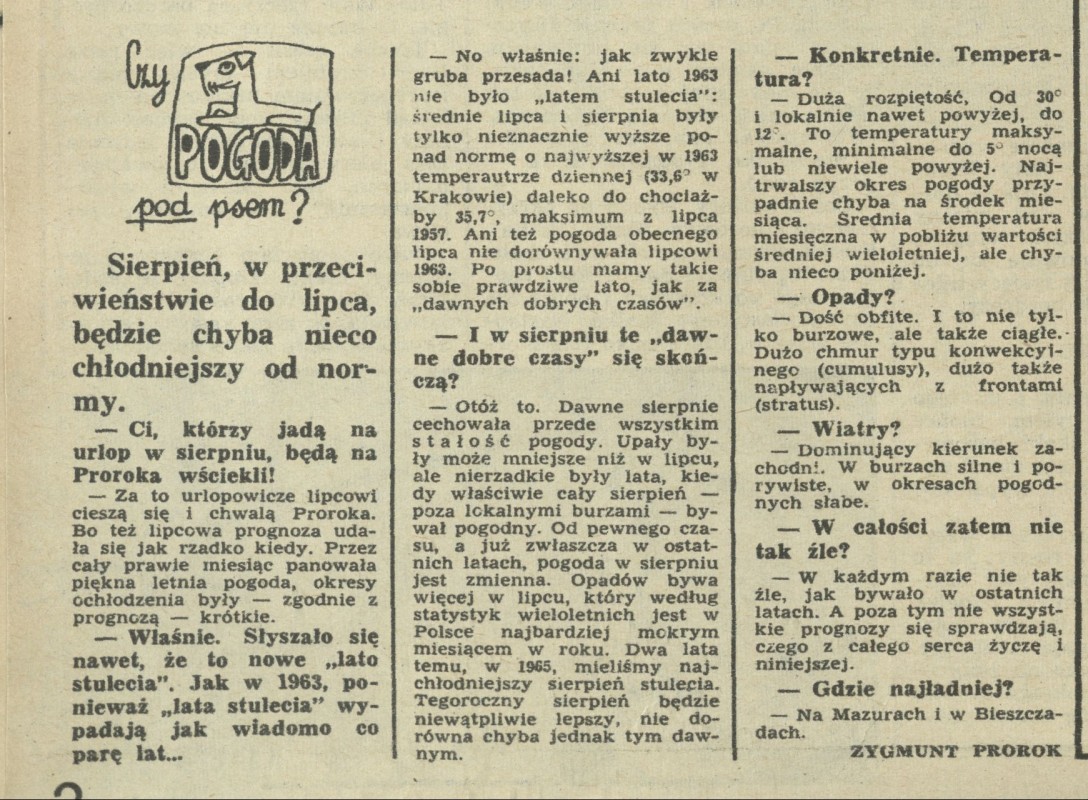 Czy
POGODA
pod psem?
Sierpień, w przeci-
wieństwie do lipca,
będzie chyba nieco
chłodniejszy od nor-
my.
— Ci, którzy jadą na
urlop w sierpniu, będą na
Proroka wściekli!
— Za to urlopowicze lipcowi
cieszą się i chwalą Proroka.
Bo też lipcowa prognoza uda-
ła się jak rzadko kiedy. Przez
cały prawie miesiąc panowała
piękna letnia pogoda, okresy
ochłodzenia były — zgodnie z
prognozą — krótkie.
— Właśnie. Słyszało się
nawet, że to nowe „lato
stulecia". Jak w 1963, po-
nieważ „lata stulecia" wy-
padają jak wiadomo co
parę lat...
— No właśnie: jak zwykle
gruba przesada! Ani lato 1963
nie było „latem stulecia":
średnie lipca i sierpnia były
tylko nieznacznie wyższe po-
nad normę o najwyższej w 1963
temperautrze dziennej (33,6° w
Krakowie) daleko do chociaż-
by 35,7°, maksimum z lipca
1957. Ani też pogoda obecnego
lipca nie dorównywała lipcowi
1963. Po prostu mamy takie
sobie prawdziwe lato, jak za
„dawnych dobrych czasów".
— I w sierpniu te „daw-
ne dobre czasy" się skoń-
czą?
— Otóż to. Dawne sierpnie
cechowała przede wszystkim
stałość pogody. Upały by-
ły może mniejsze niż w lipcu,
ale nierzadkie były lata, kie-
dy właściwie cały sierpień —
poza lokalnymi burzami — by-
wał pogodny. Od pewnego cza-
su, a już zwłaszcza w ostat-
nich latach, pogoda w sierpniu
jest zmienna. Opadów bywa
więcej w lipcu, który według
statystyk wieloletnich jest w
Polsce najbardziej mokrym
miesiącem w roku. Dwa lata
temu, w 1965, mieliśmy naj-
chłodniejszy sierpień stulecia.
Tegoroczny sierpień będzie
niewątpliwie lepszy, nie do-
równa chyba jednak tym daw-
nym.
— Konkretnie. Tempera-
tura?
— Duża rozpiętość, Od 30°
i lokalnie nawet powyżej, do
12°. To temperatury maksy-
malne, minimalne do 5° nocą
lub niewiele powyżej. Naj-
trwalszy okres pogody przy-
padnie chyba na środek mie-
siąca. Średnia temperatura
miesięczna w pobliżu wartości
średniej wieloletniej, ale chy-
ba nieco poniżej.
— Opady?
— Dość obfite. I to nie tyl-
ko burzowe, ale także ciągłe.
Dużo chmur typu konwekcyj-
nego (cumulusy), dużo także
napływających z frontami
(stratus).
— Wiatry?
— Dominujący kierunek za-
chodni. W burzach silne i po-
rywiste, w okresach pogod-
nych słabe.
— W całości zatem nie
tak źle?
— W każdym razie nie tak
źle, jak bywało w ostatnich
latach. A poza tym nie wszyst-
kie prognozy się sprawdzają,
czego z całego serca życzę i
niniejszej.
— Gdzie najładniej?
— Na Mazurach i w Bieszcza-
dach.
ZYGMUNT PROROK